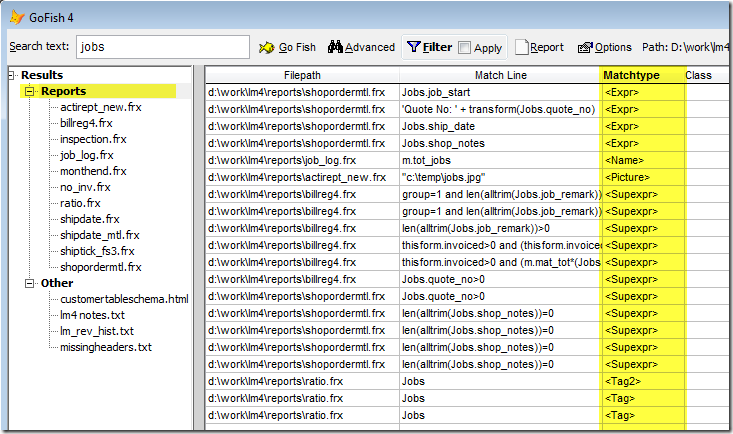 GoFish 4
Search text: jobs Go Fish Advanced Filter Apply Report Options Path: D:\work\lm4
Results
Reports
actirept_new.frx
billreg4.frx
inspection.frx
job_log.frx
monthend.frx
no_inv.frx
ratio.frx
shipdate.frx
shipdate_mtl.frx
shiptick_fs3.frx
shopordermtl.frx
Other
customertableschema.html
lm4 notes.txt
lm_rev_hist.txt
missingheaders.txt
Filepath Match Line Matchtype Class
d:\work\lm4\reports\shopordermtl.frx Jobs.job_start <Expr>
d:\work\lm4\reports\shopordermtl.frx 'Quote No: ' + transform(Jobs.quote_no) <Expr>
d:\work\lm4\reports\shopordermtl.frx Jobs.ship_date <Expr>
d:\work\lm4\reports\shopordermtl.frx Jobs.shop_notes <Expr>
d:\work\lm4\reports\job_log.frx m.tot_jobs <Name>
d:\work\lm4\reports\actirept_new.frx "c:\temp\jobs.jpg" <Picture>
d:\work\lm4\reports\billreg4.frx group=1 and len(alltrim(Jobs.job_remark)) <Supexpr>
d:\work\lm4\reports\billreg4.frx group=1 and len(alltrim(Jobs.job_remark)) <Supexpr>
d:\work\lm4\reports\billreg4.frx len(alltrim(Jobs.job_remark))>0 <Supexpr>
d:\work\lm4\reports\billreg4.frx thisform.invoiced>0 and (thisform.invoiced <Supexpr>
d:\work\lm4\reports\billreg4.frx thisform.invoiced>0 and (m.mat_tot*(Jobs <Supexpr>
d:\work\lm4\reports\billreg4.frx Jobs.quote_no>0 <Supexpr>
d:\work\lm4\reports\shopordermtl.frx Jobs.quote_no>0 <Supexpr>
d:\work\lm4\reports\shopordermtl.frx len(alltrim(Jobs.shop_notes))=0 <Supexpr>
d:\work\lm4\reports\shopordermtl.frx len(alltrim(Jobs.shop_notes))=0 <Supexpr>
d:\work\lm4\reports\shopordermtl.frx len(alltrim(Jobs.shop_notes))=0 <Supexpr>
d:\work\lm4\reports\shopordermtl.frx len(alltrim(Jobs.shop_notes))=0 <Supexpr>
d:\work\lm4\reports\ratio.frx Jobs <Tag2>
d:\work\lm4\reports\ratio.frx Jobs <Tag>
d:\work\lm4\reports\ratio.frx Jobs <Tag>